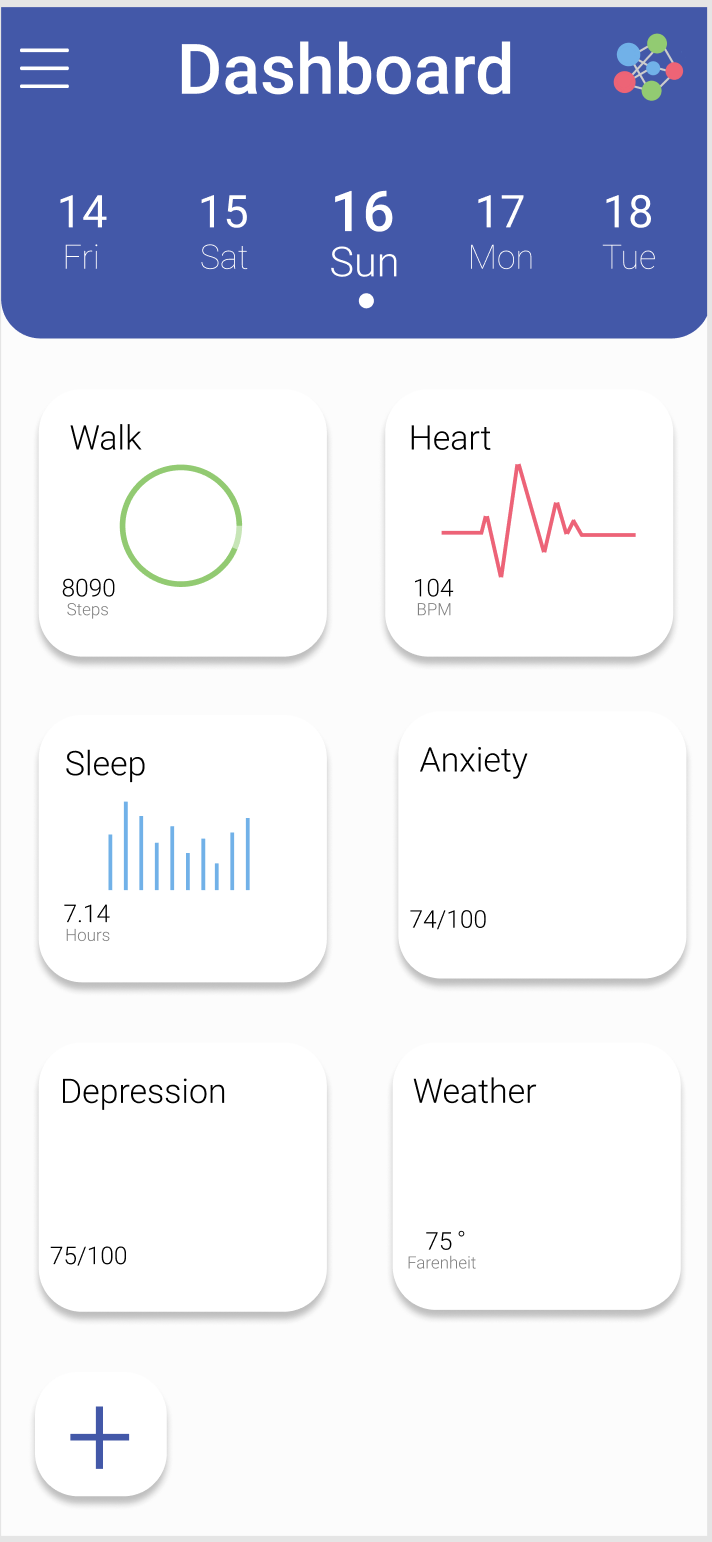 Dashboard
14 15 16 17 18
Fri Sat Sun Mon Tue
Walk
8090
Steps
Heart
104
BPM
Sleep
7.14
Hours
Anxiety
74/100
Depression
75/100
Weather
75°
Farenheit